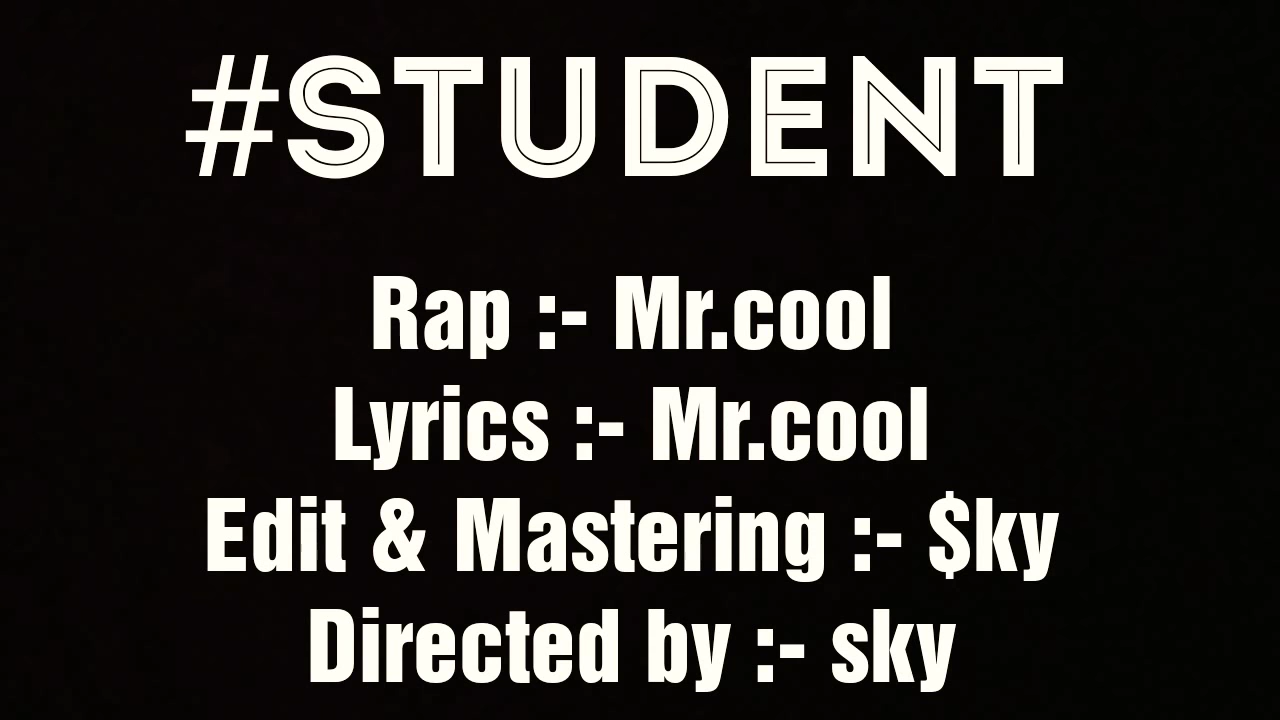 #STUDENT
Rap :- Mr.cool
Lyrics :- Mr.cool
Edit & Mastering :- $ky
Directed by :- sky